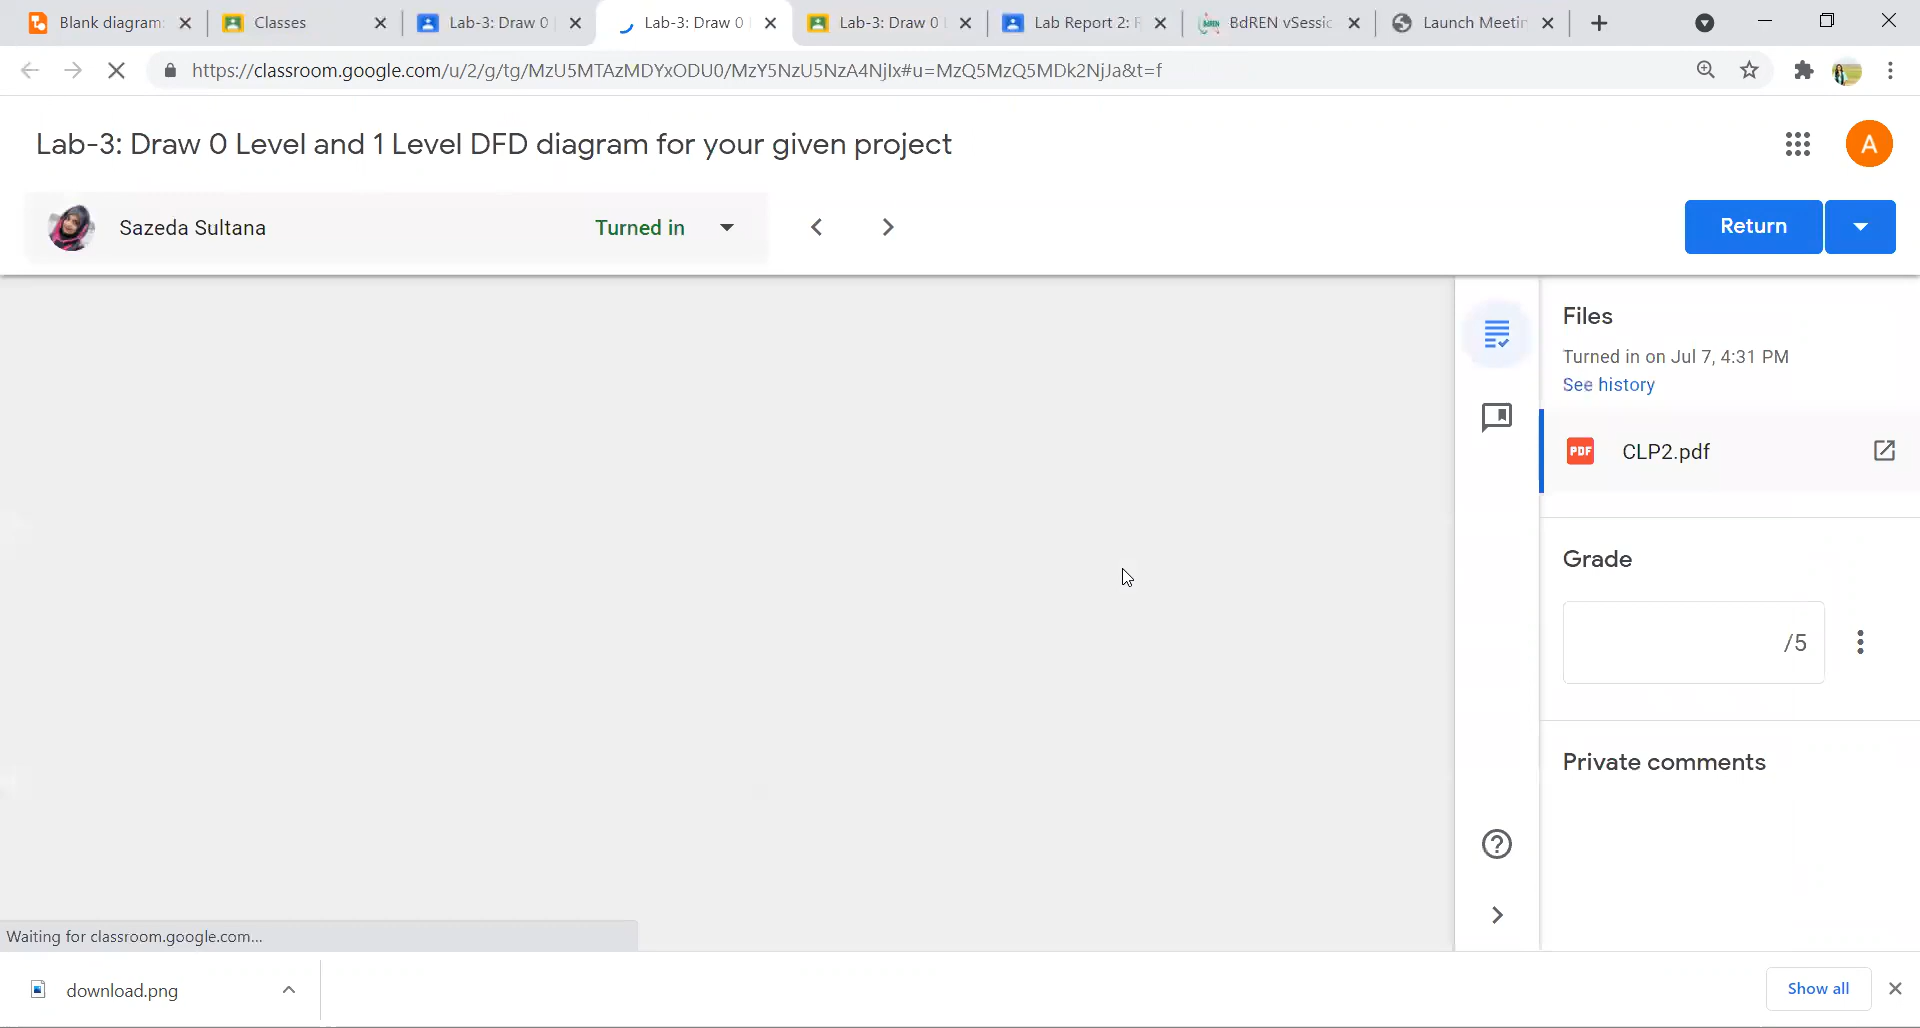 Blank diagram:
Classes
Lab-3: Draw 0
Lab-3: Draw 0
Lab-3: Draw 0
Lab Report 2:
BdREN vSessic
Launch Meetin
https://classroom.google.com/u/2/g/tg/MzU5MTAzMDYxODU0/MzY5NzU5NzA4Njlx#u=MzQ5MzQ5MDk2NjJa&t=f
Lab-3: Draw 0 Level and 1 Level DFD diagram for your given project
A
Sazeda Sultana
Turned in
Return
Files
Turned in on Jul 7, 4:31 PM
See history
PDF
CLP2.pdf
Grade
/5
Private comments
Waiting for classroom.google.com...
download.png
Show all